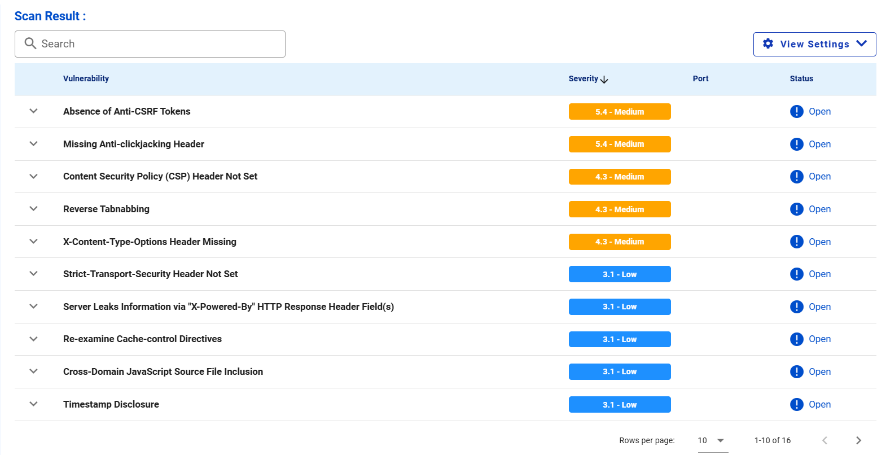 Scan Result :
Search
View Settings
Vulnerability Severity Port Status
Absence of Anti-CSRF Tokens 5.4 - Medium Open
Missing Anti-clickjacking Header 5.4 - Medium Open
Content Security Policy (CSP) Header Not Set 4.3 - Medium Open
Reverse Tabnabbing 4.3 - Medium Open
X-Content-Type-Options Header Missing 4.3 - Medium Open
Strict-Transport-Security Header Not Set 3.1 - Low Open
Server Leaks Information via "X-Powered-By" HTTP Response Header Field(s) 3.1 - Low Open
Re-examine Cache-control Directives 3.1 - Low Open
Cross-Domain JavaScript Source File Inclusion 3.1 - Low Open
Timestamp Disclosure 3.1 - Low Open
Rows per page: 10 1-10 of 16